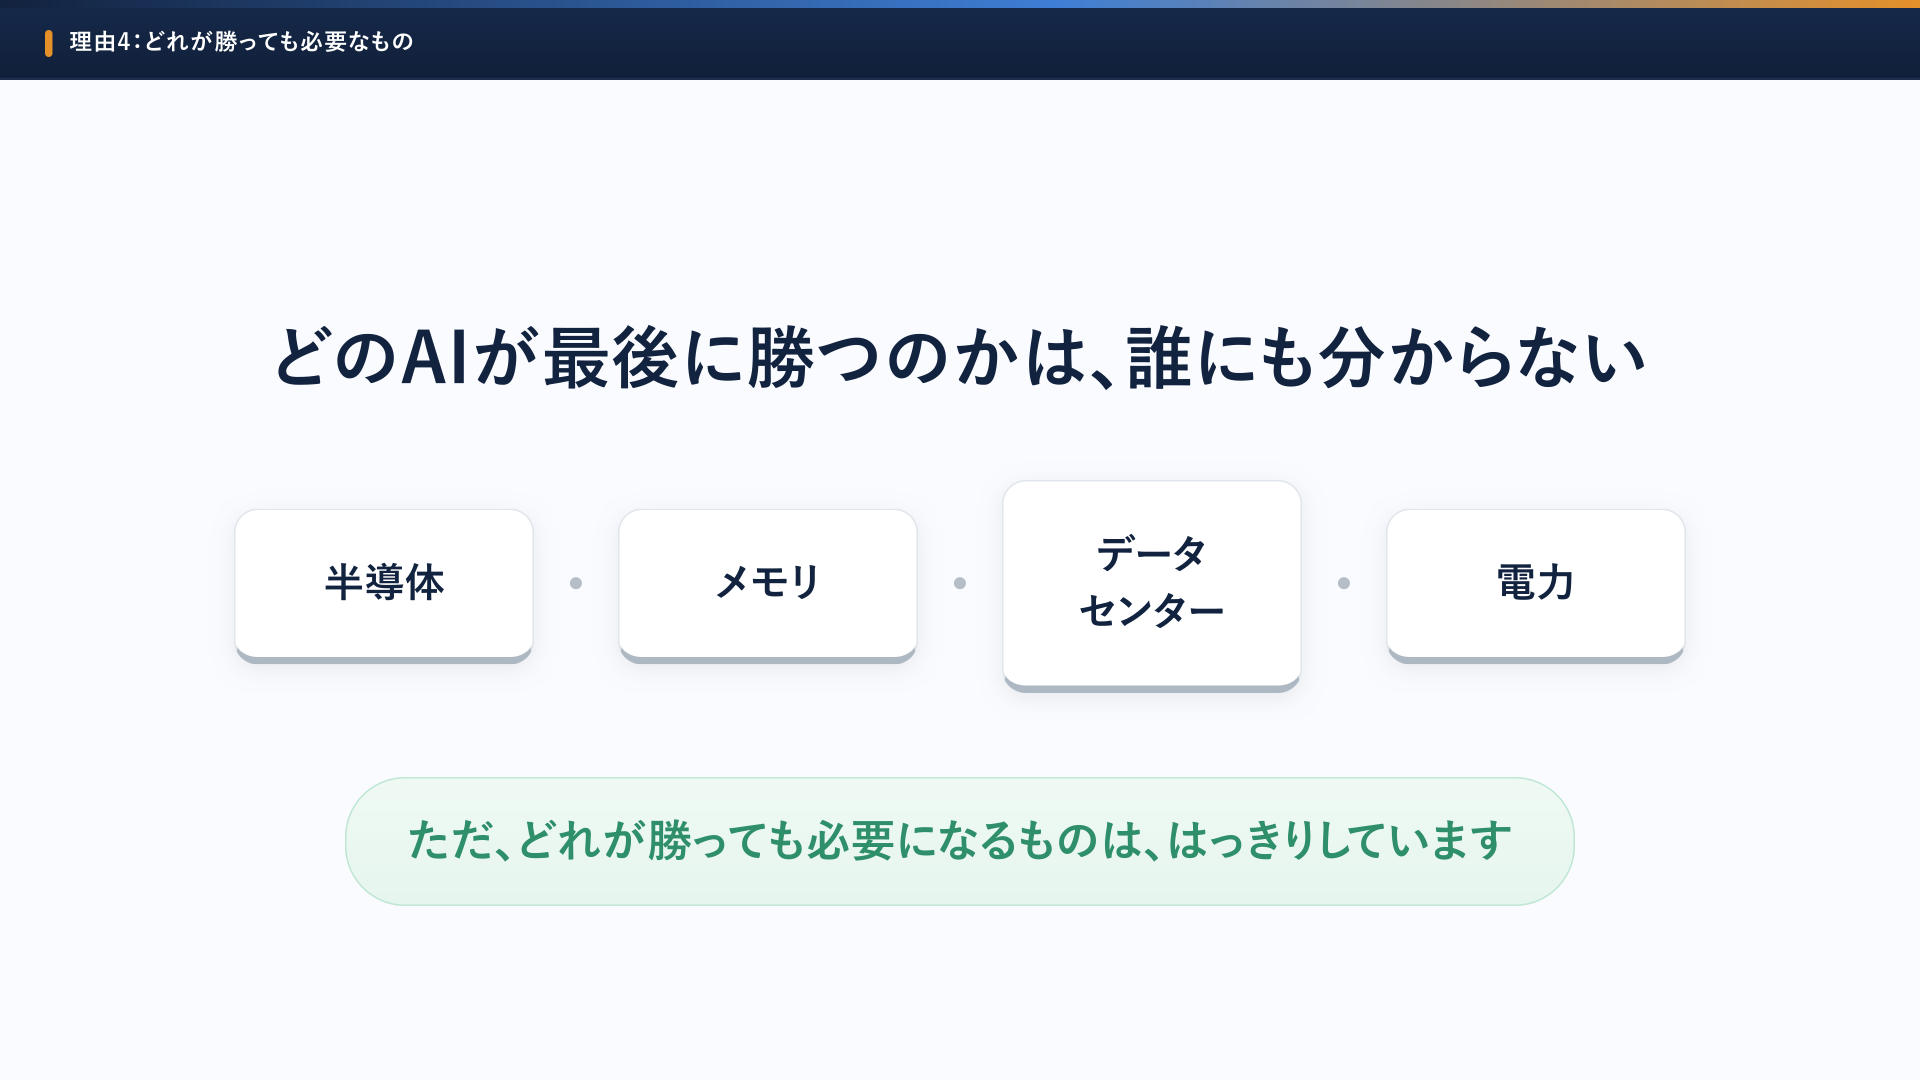 理由4：どれが勝っても必要なもの
どのAIが最後に勝つのかは、誰にも分からない
半導体
メモリ
データ
センター
電力
ただ、どれが勝っても必要になるものは、はっきりしています